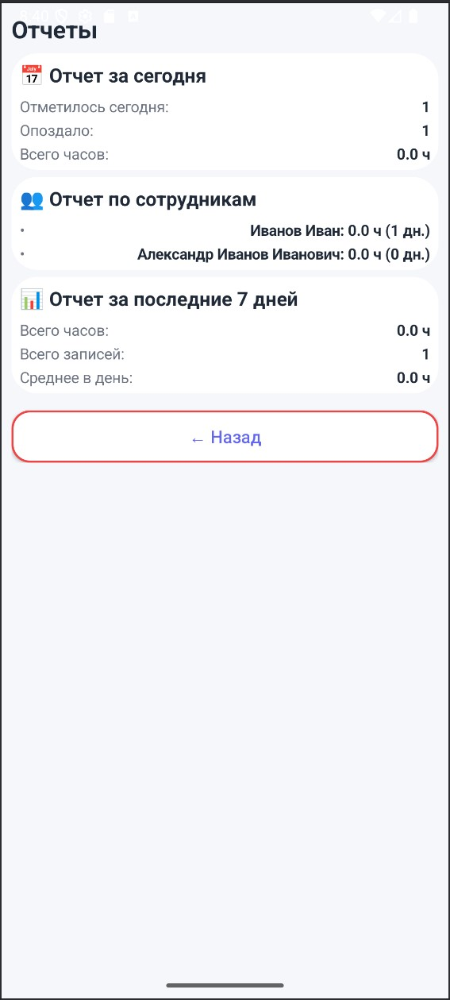 8:40
Отчеты
July 17 Отчет за сегодня
Отметилось сегодня: 1
Опоздало: 1
Всего часов: 0.0 ч
Отчет по сотрудникам
• Иванов Иван: 0.0 ч (1 дн.)
• Александр Иванов Иванович: 0.0 ч (0 дн.)
Отчет за последние 7 дней
Всего часов: 0.0 ч
Всего записей: 1
Среднее в день: 0.0 ч
← Назад